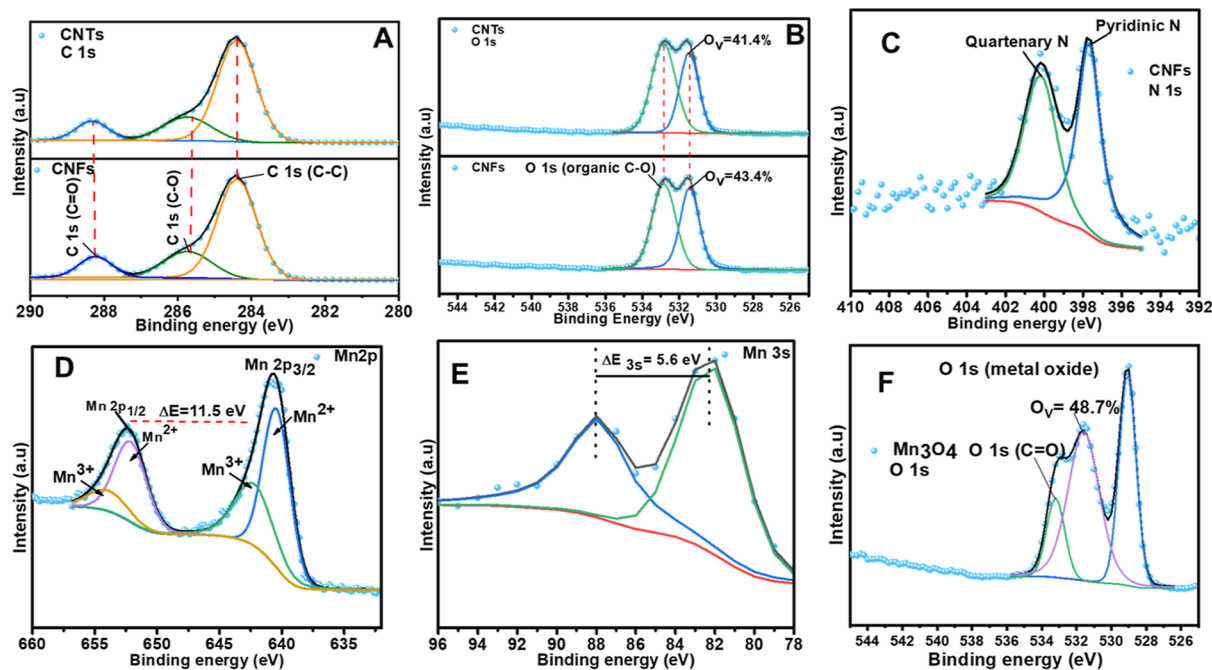 CNTs
C 1s
A
CNFs
C 1s (C=O)
C 1s (C-O)
C 1s (C-C)
Intensity (a.u)
290 288 286 284 282 280
Binding energy (eV)
CNTs
O 1s
B
OV=41.4%
CNFs
O 1s (organic C-O)
OV=43.4%
Intensity (a.u)
544 542 540 538 536 534 532 530 528 526
Binding Energy (eV)
C
Quartenary N
Pyridinic N
CNFs
N 1s
Intensity (a.u)
410 408 406 404 402 400 398 396 394 392
Binding energy (eV)
D
Mn2p
Mn 2p3/2
Mn 2p1/2
ΔE=11.5 eV
Mn2+
Mn2+
Mn3+
Mn3+
Intensity (a.u)
660 655 650 645 640 635
Binding energy (eV)
E
Mn 3s
ΔE 3s= 5.6 eV
Intensity (a.u)
96 94 92 90 88 86 84 82 80 78
Binding energy (eV)
F
O 1s (metal oxide)
OV= 48.7%
Mn3O4
O 1s
O 1s (C=O)
Intensity (a.u)
544 542 540 538 536 534 532 530 528 526
Binding energy (eV)